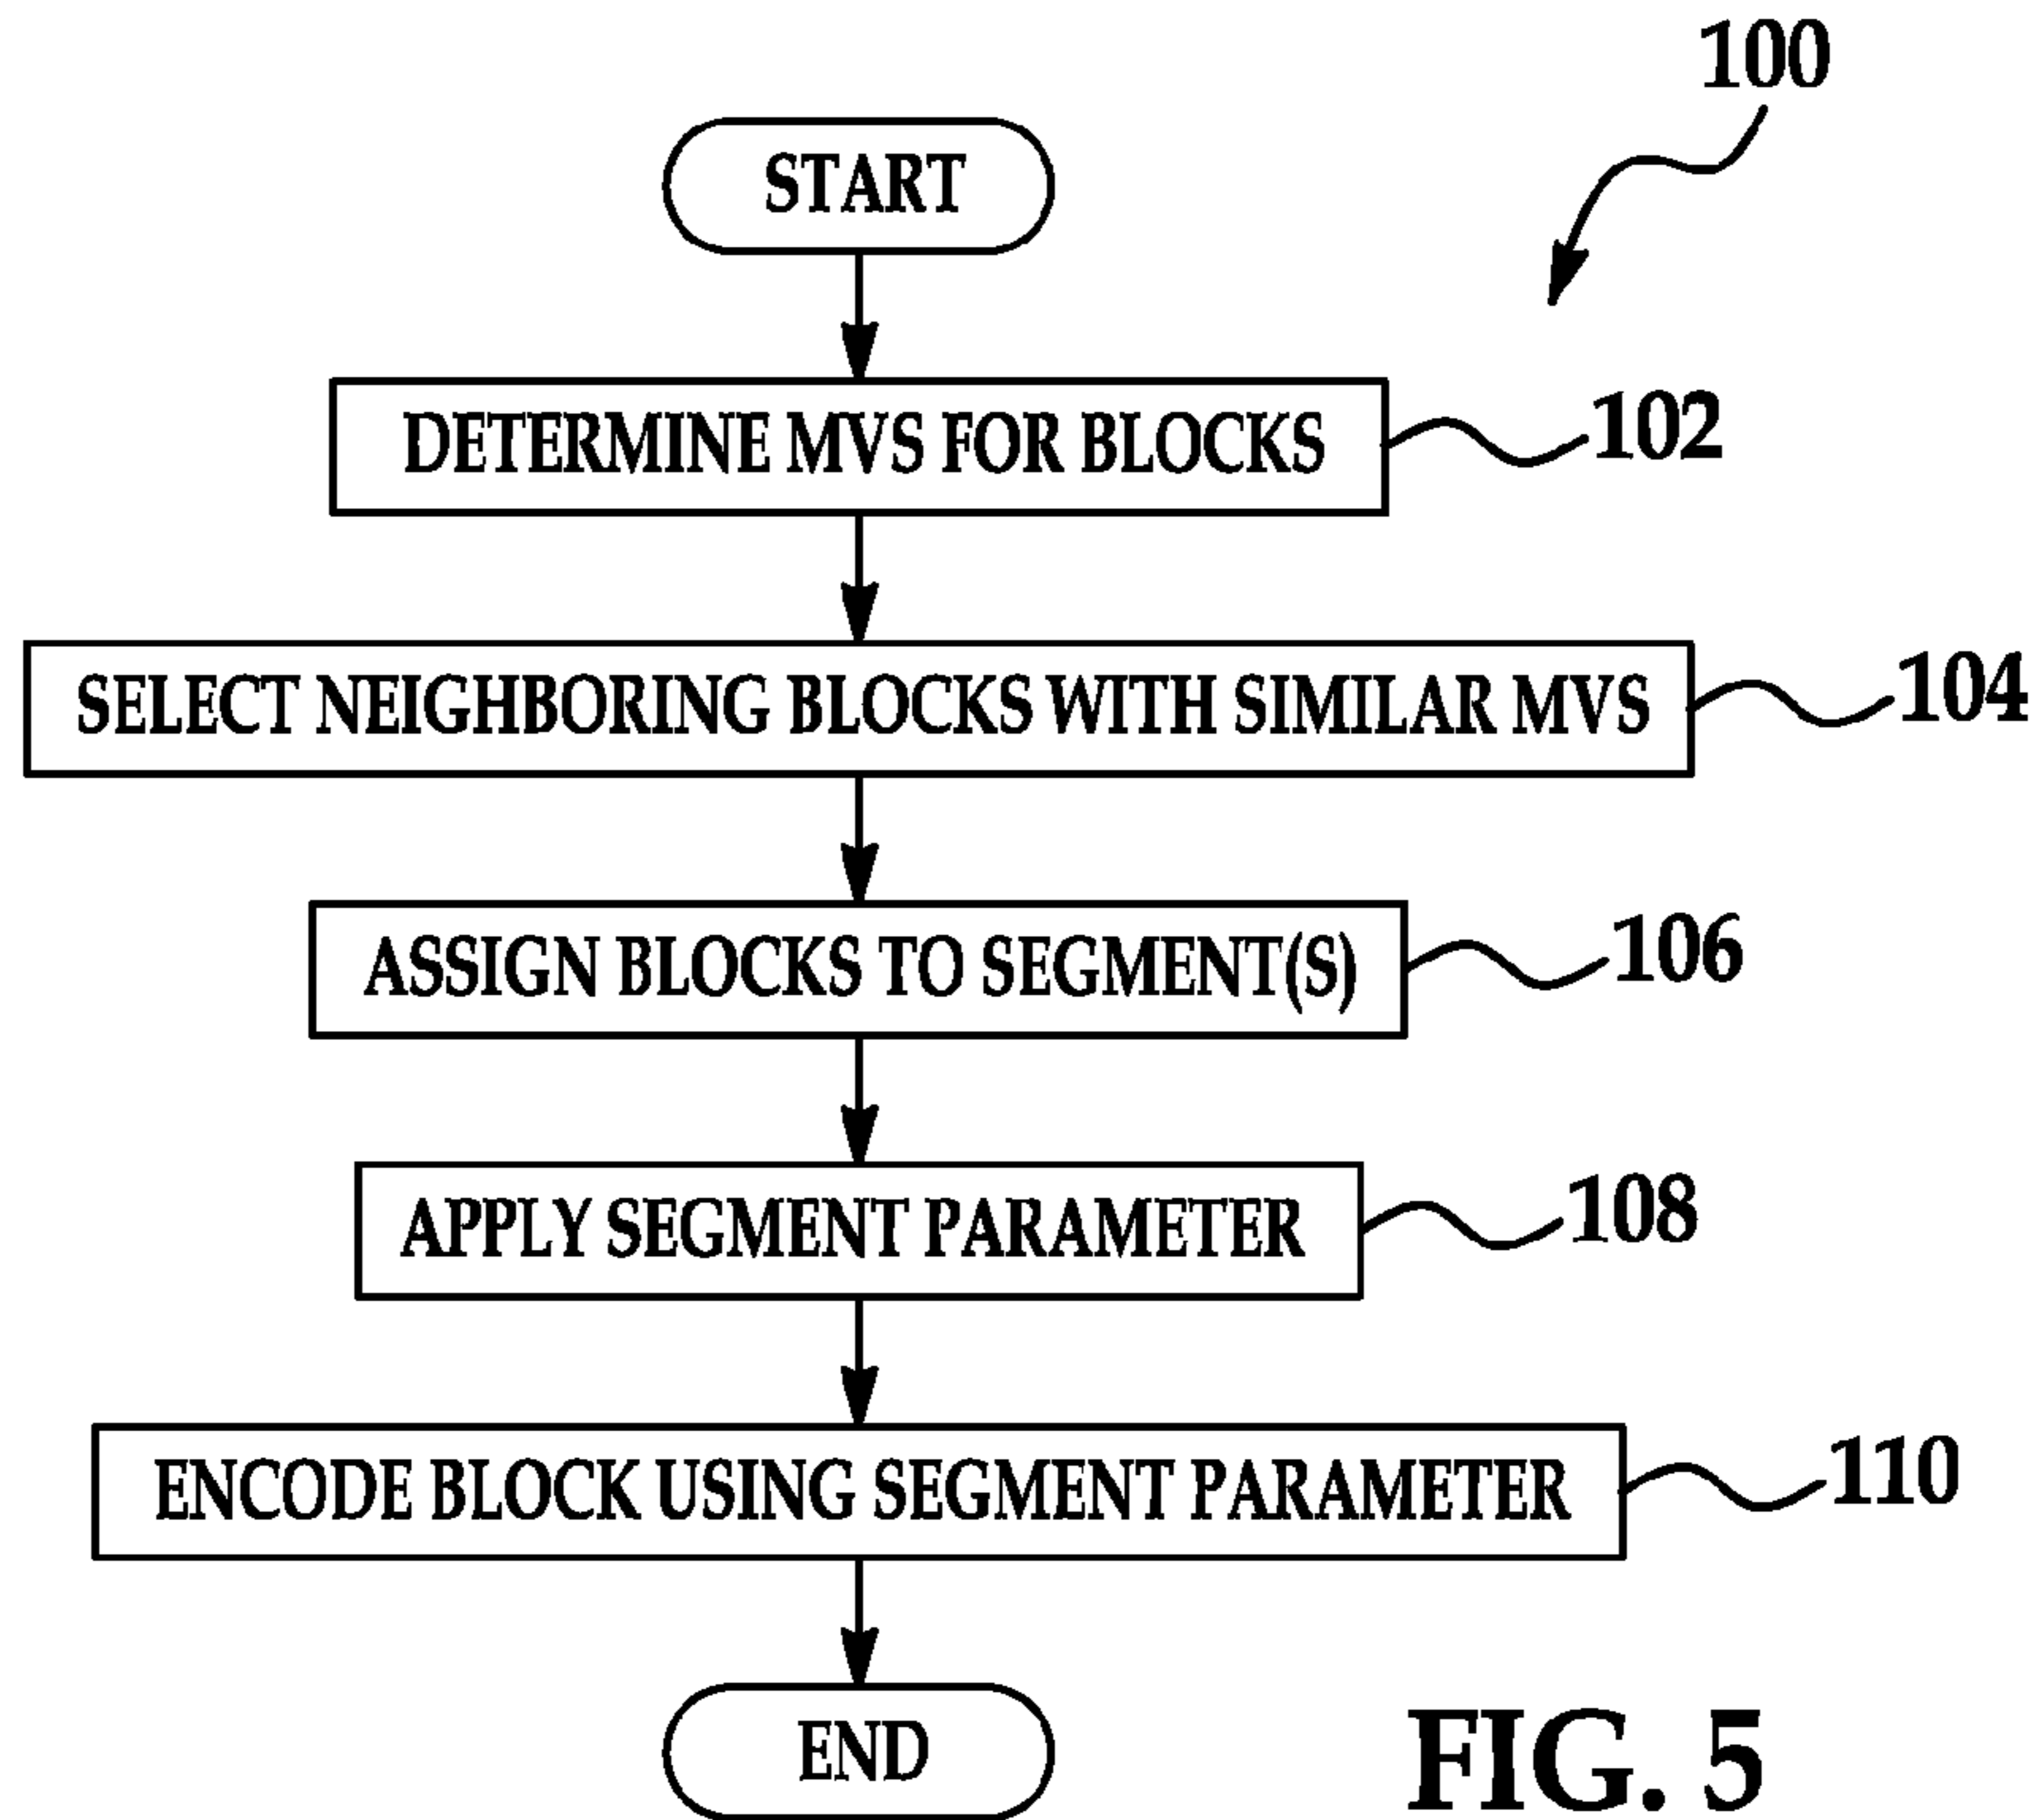 100
START
DETERMINE MVS FOR BLOCKS
102
SELECT NEIGHBORING BLOCKS WITH SIMILAR MVS
104
ASSIGN BLOCKS TO SEGMENT(S)
106
APPLY SEGMENT PARAMETER
108
ENCODE BLOCK USING SEGMENT PARAMETER
110
END
FIG. 5